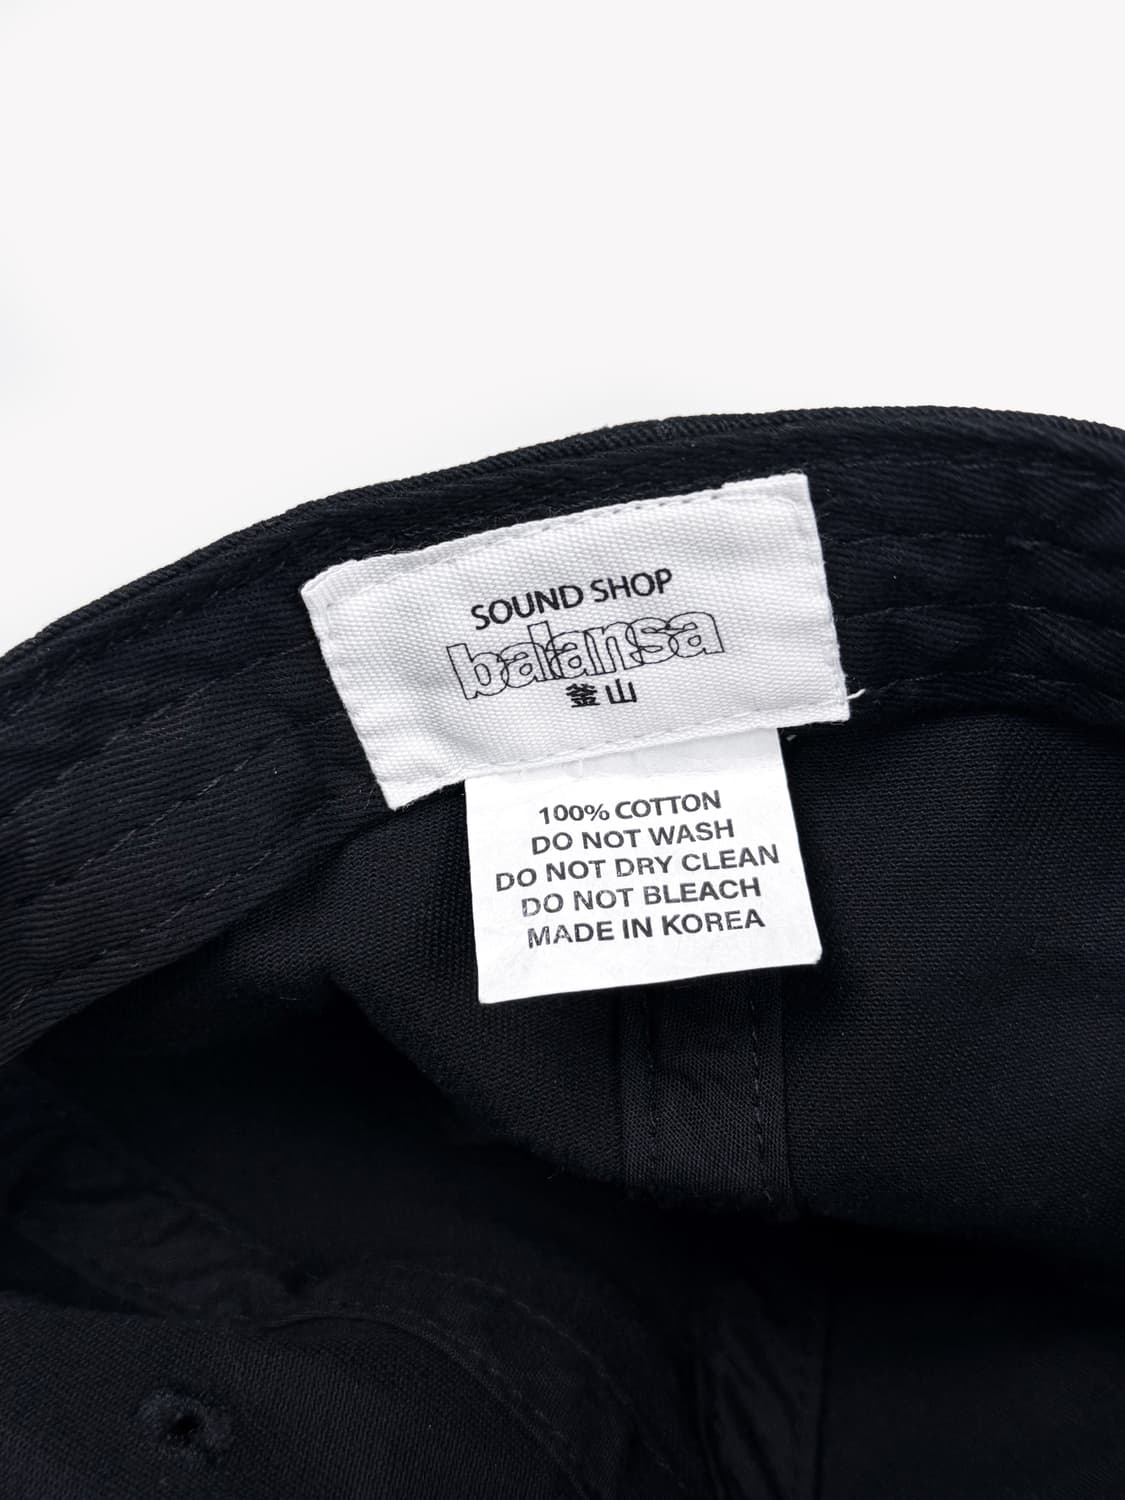 SOUND SHOP
balansa
釜山
100% COTTON
DO NOT WASH
DO NOT DRY CLEAN
DO NOT BLEACH
MADE IN KOREA